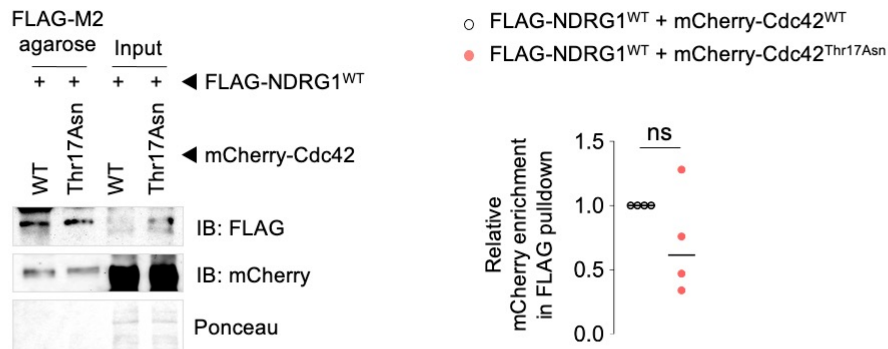 FLAG-M2
agarose Input
+ + + + ◀ FLAG-NDRG1WT
WT Thr17Asn WT Thr17Asn ◀ mCherry-Cdc42
IB: FLAG
IB: mCherry
Ponceau
FLAG-NDRG1WT + mCherry-Cdc42WT
FLAG-NDRG1WT + mCherry-Cdc42Thr17Asn
ns
Relative
mCherry enrichment
in FLAG pulldown
1.5
1.0
0.5
0.0